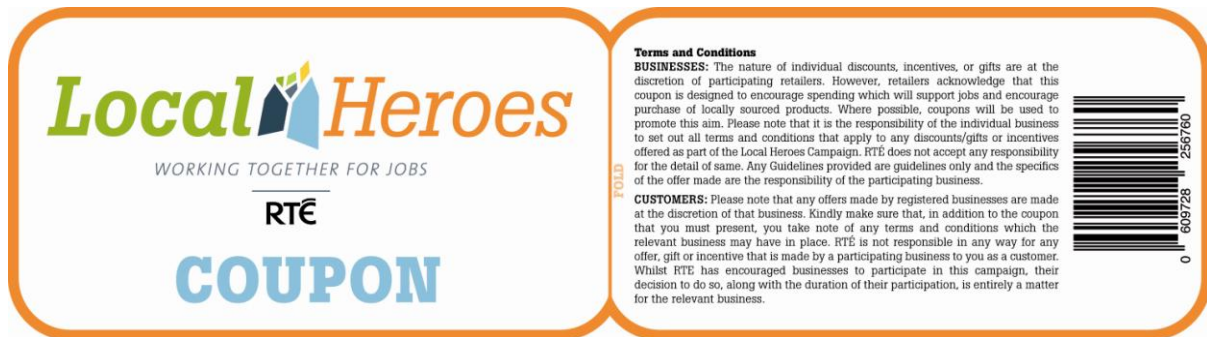 Local Heroes
WORKING TOGETHER FOR JOBS
RTÉ
COUPON
FOLD
Terms and Conditions
BUSINESSES: The nature of individual discounts, incentives, or gifts are at the
discretion of participating retailers. However, retailers acknowledge that this
coupon is designed to encourage spending which will support jobs and encourage
purchase of locally sourced products. Where possible, coupons will be used to
promote this aim. Please note that it is the responsibility of the individual business
to set out all terms and conditions that apply to any discounts/gifts or incentives
offered as part of the Local Heroes Campaign. RTÉ does not accept any responsibility
for the detail of same. Any Guidelines provided are guidelines only and the specifics
of the offer made are the responsibility of the participating business.
CUSTOMERS: Please note that any offers made by registered businesses are made
at the discretion of that business. Kindly make sure that, in addition to the coupon
that you must present, you take note of any terms and conditions which the
relevant business may have in place. RTÉ is not responsible in any way for any
offer, gift or incentive that is made by a participating business to you as a customer.
Whilst RTE has encouraged businesses to participate in this campaign, their
decision to do so, along with the duration of their participation, is entirely a matter
for the relevant business.
0 609728 256760